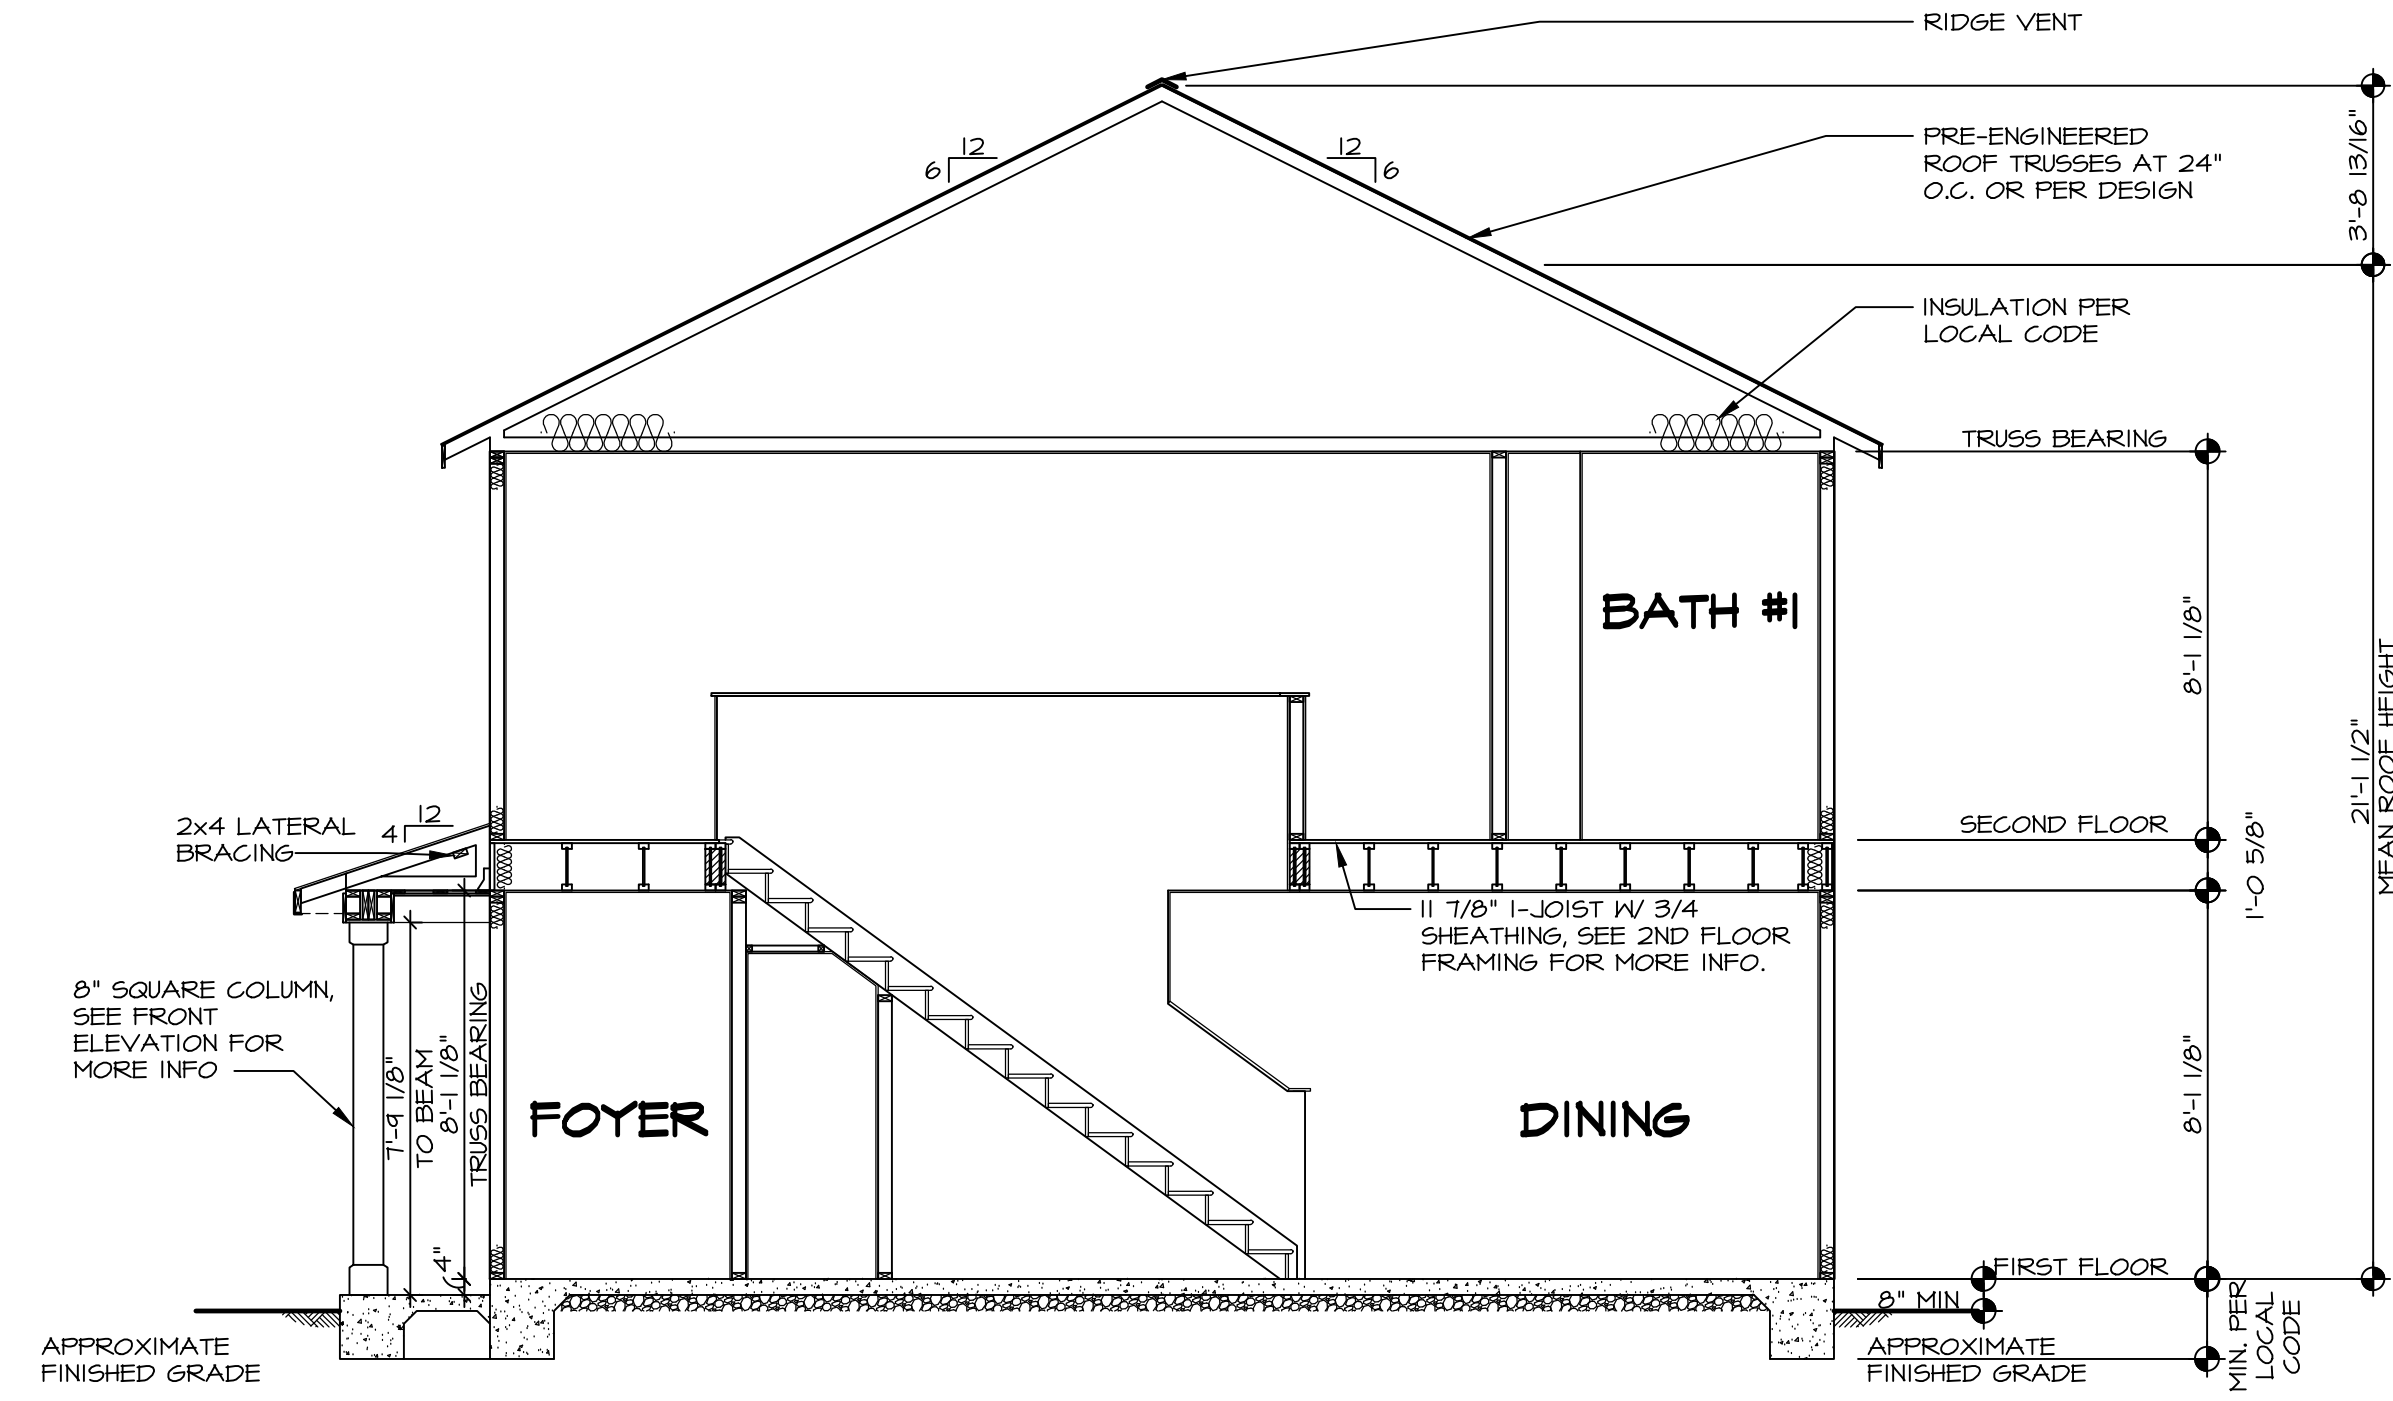 RIDGE VENT
12
6
12
6
PRE-ENGINEERED
ROOF TRUSSES AT 24"
O.C. OR PER DESIGN
3'-8 13/16"
INSULATION PER
LOCAL CODE
TRUSS BEARING
BATH #1
8'-1 1/8"
21'-1 1/2"
MEAN ROOF HEIGHT
12
4
2x4 LATERAL
BRACING
SECOND FLOOR
1'-0 5/8"
11 7/8" I-JOIST W/ 3/4
SHEATHING, SEE 2ND FLOOR
FRAMING FOR MORE INFO.
8" SQUARE COLUMN,
SEE FRONT
ELEVATION FOR
MORE INFO
7'-9 1/8"
TO BEAM
8'-1 1/8"
TRUSS BEARING
FOYER
DINING
8'-1 1/8"
4"
FIRST FLOOR
8" MIN
MIN. PER
LOCAL
CODE
APPROXIMATE
FINISHED GRADE
APPROXIMATE
FINISHED GRADE